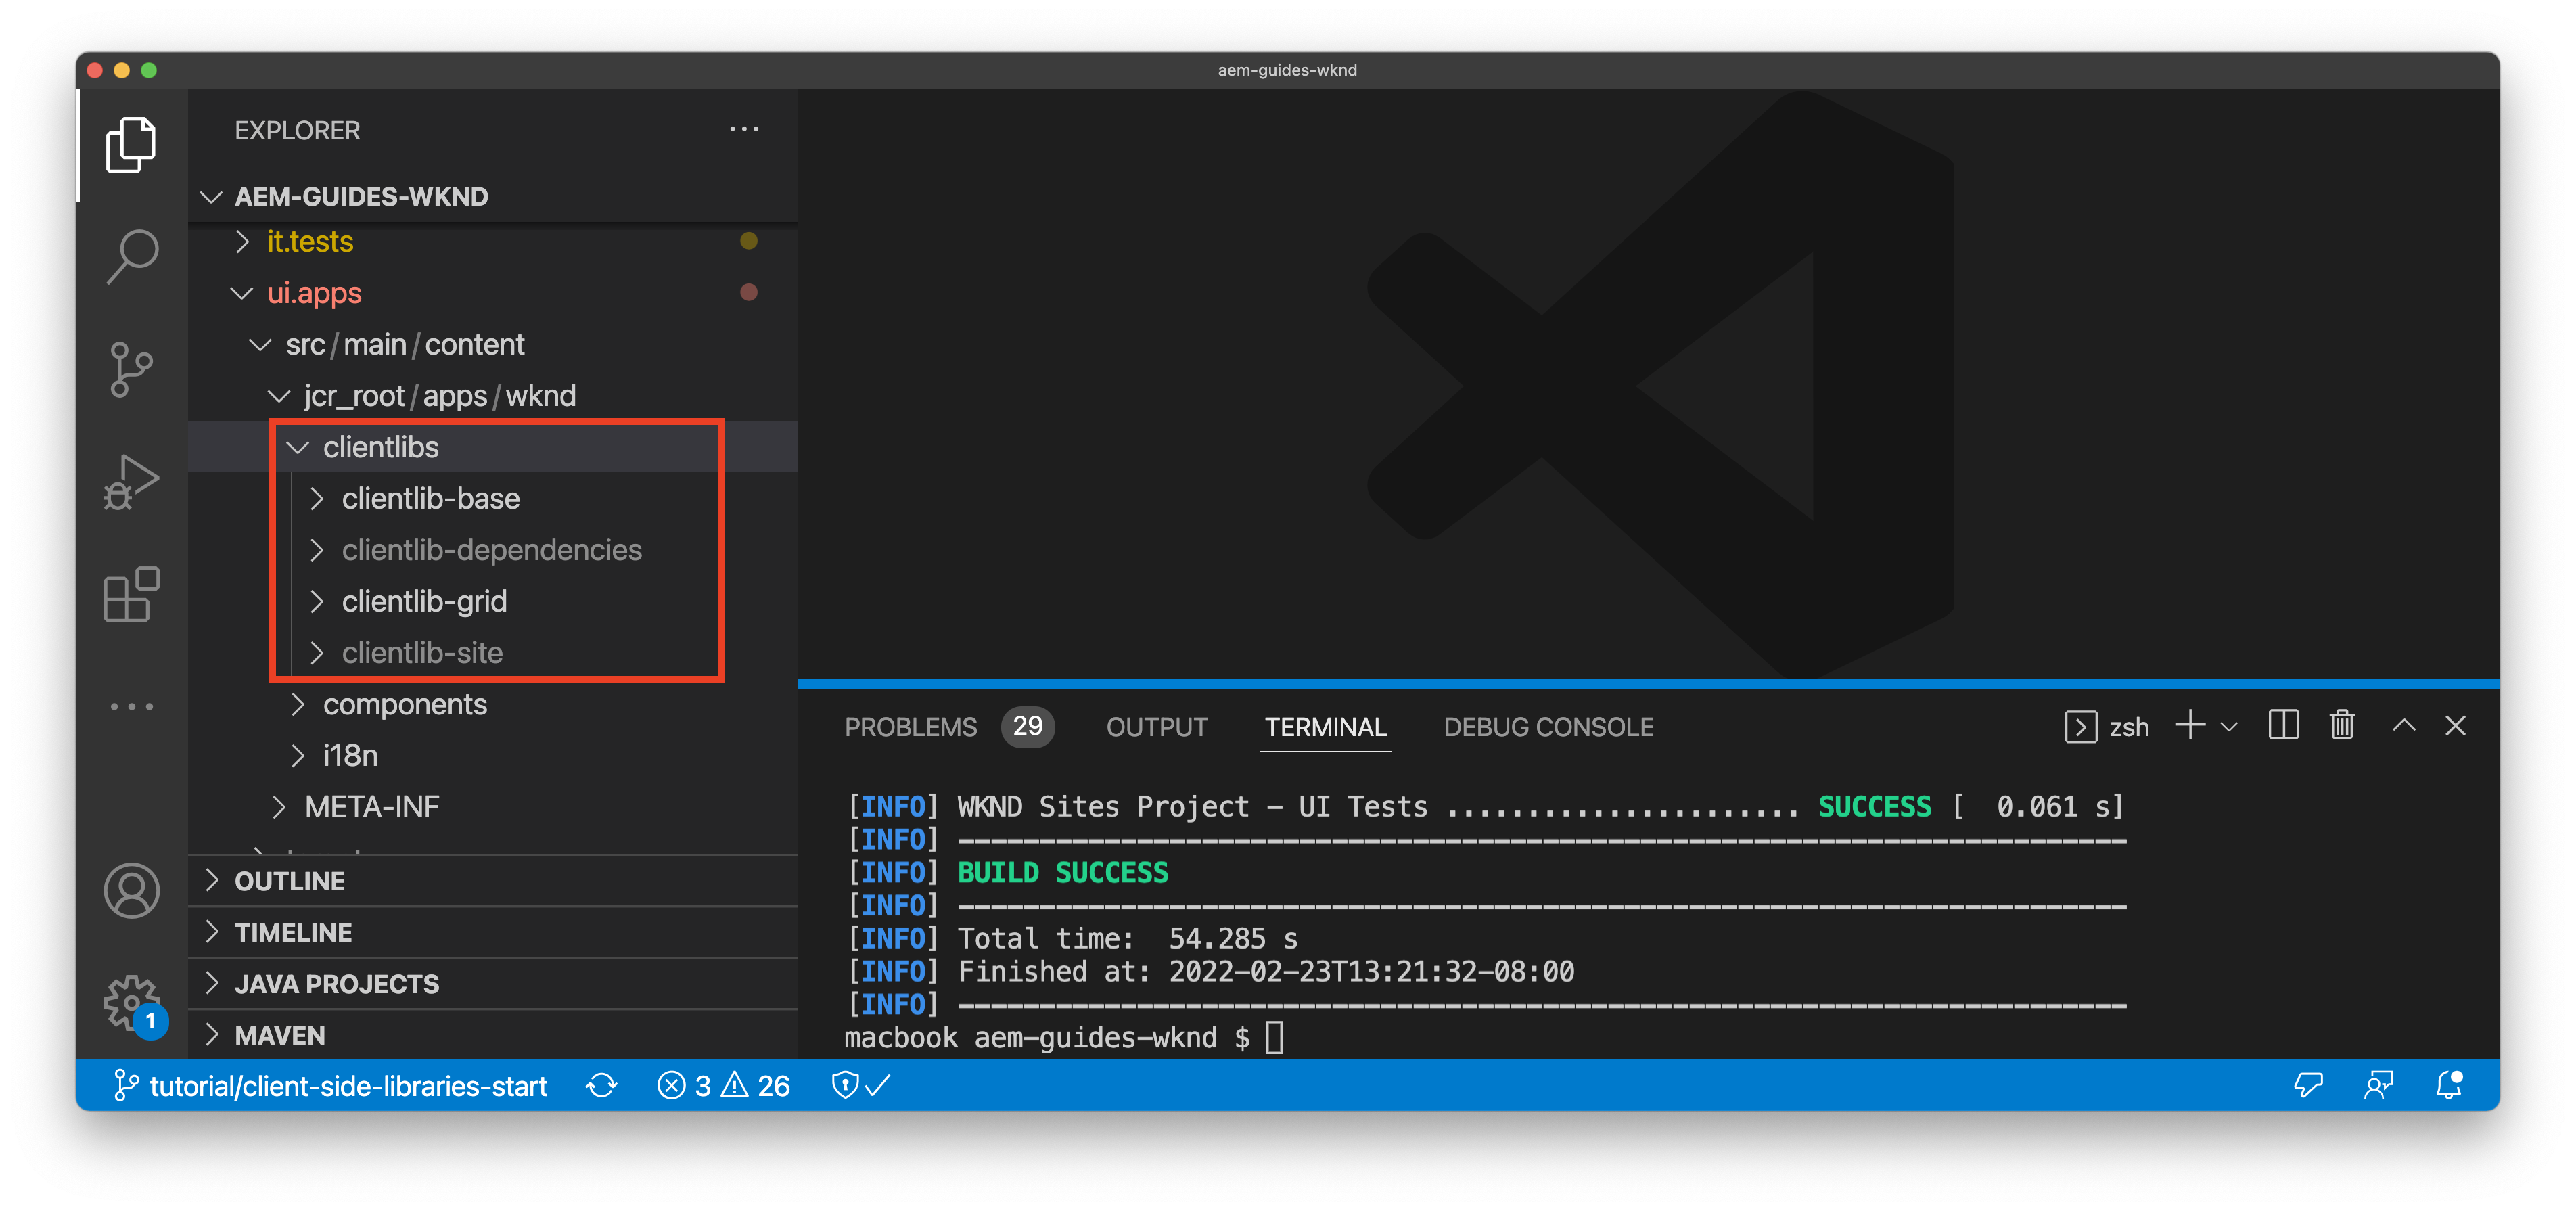 aem-guides-wknd
EXPLORER
AEM-GUIDES-WKND
it.tests
ui.apps
src/main/content
jcr_root/apps/wknd
clientlibs
clientlib-base
clientlib-dependencies
clientlib-grid
clientlib-site
components
i18n
META-INF
OUTLINE
TIMELINE
JAVA PROJECTS
MAVEN
1
PROBLEMS 29 OUTPUT TERMINAL DEBUG CONSOLE zsh
[INFO] WKND Sites Project - UI Tests ...................... SUCCESS [  0.061 s]
[INFO] ------------------------------------------------------------------------
[INFO] BUILD SUCCESS
[INFO] ------------------------------------------------------------------------
[INFO] Total time:  54.285 s
[INFO] Finished at: 2022-02-23T13:21:32-08:00
[INFO] ------------------------------------------------------------------------
macbook aem-guides-wknd $
tutorial/client-side-libraries-start 3 26